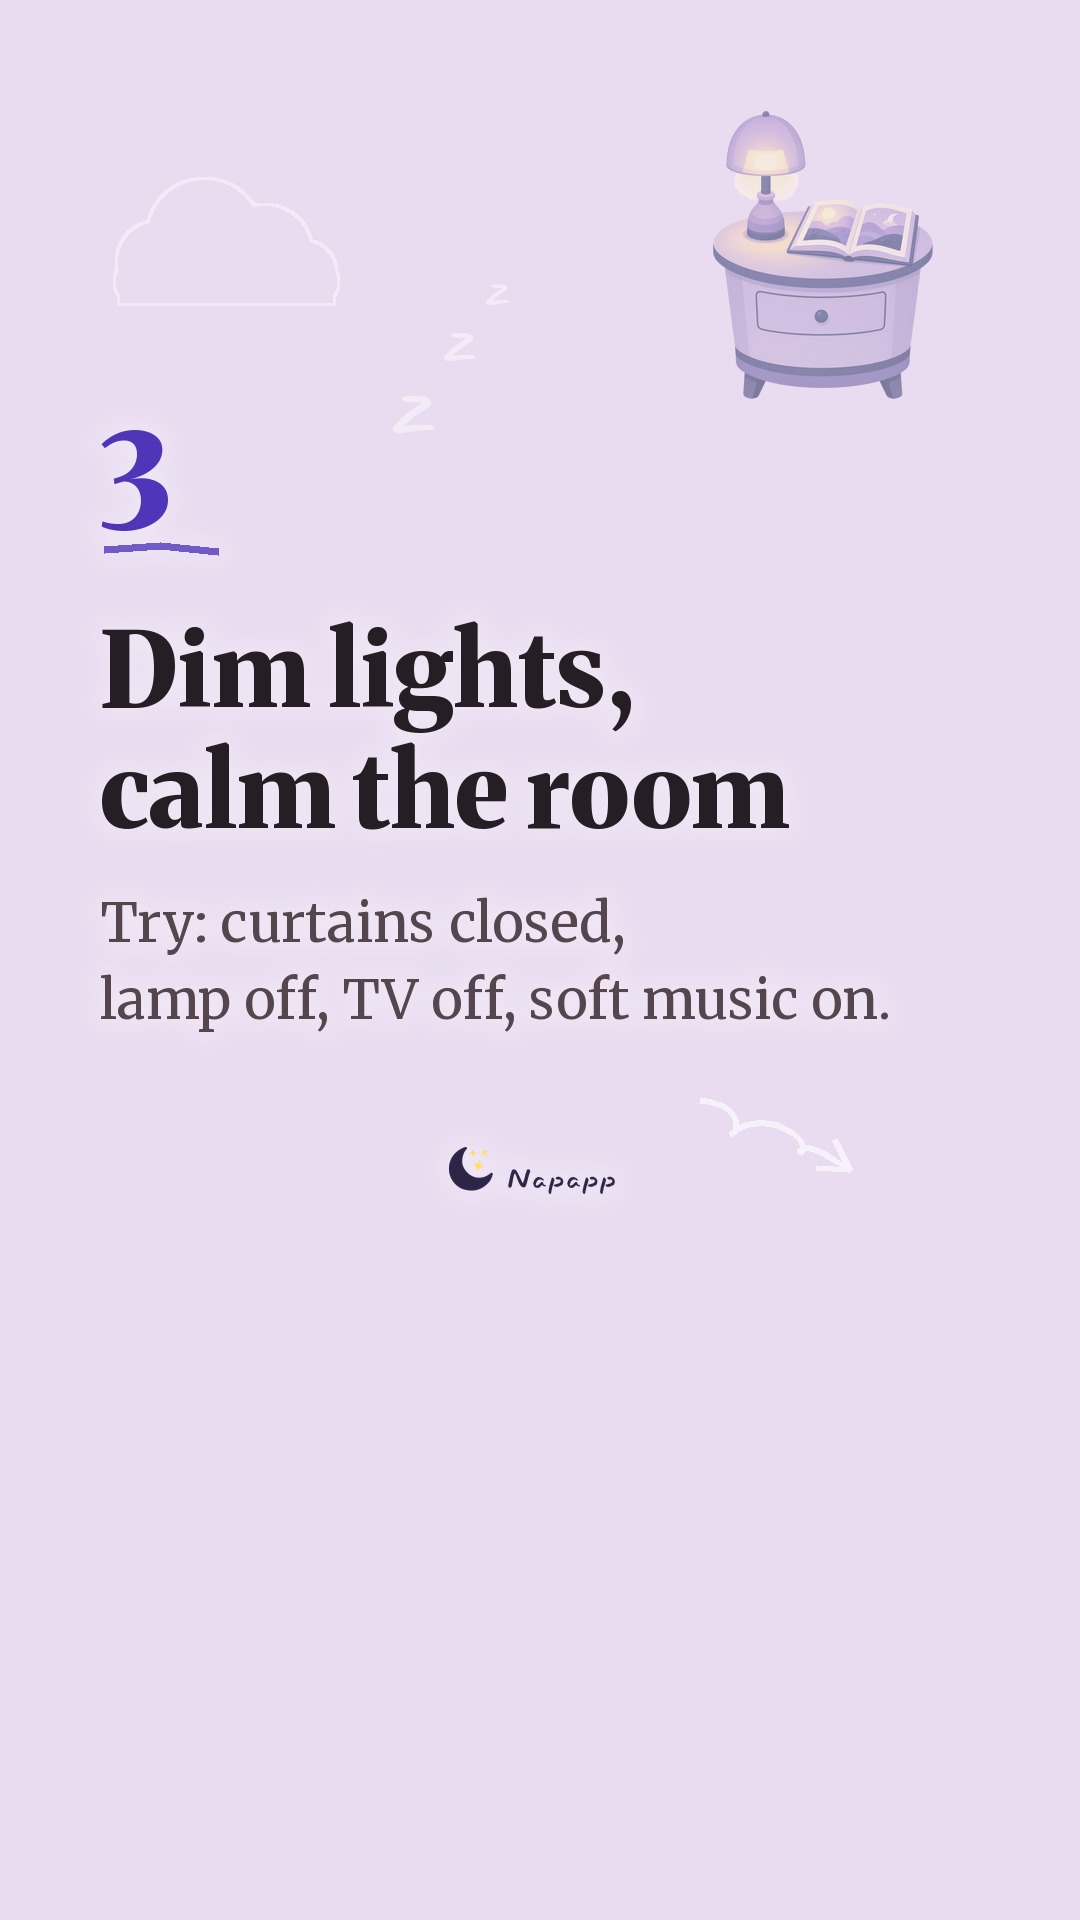 z
z
z
3
Dim lights,
calm the room
Try: curtains closed,
lamp off, TV off, soft music on.
Napapp